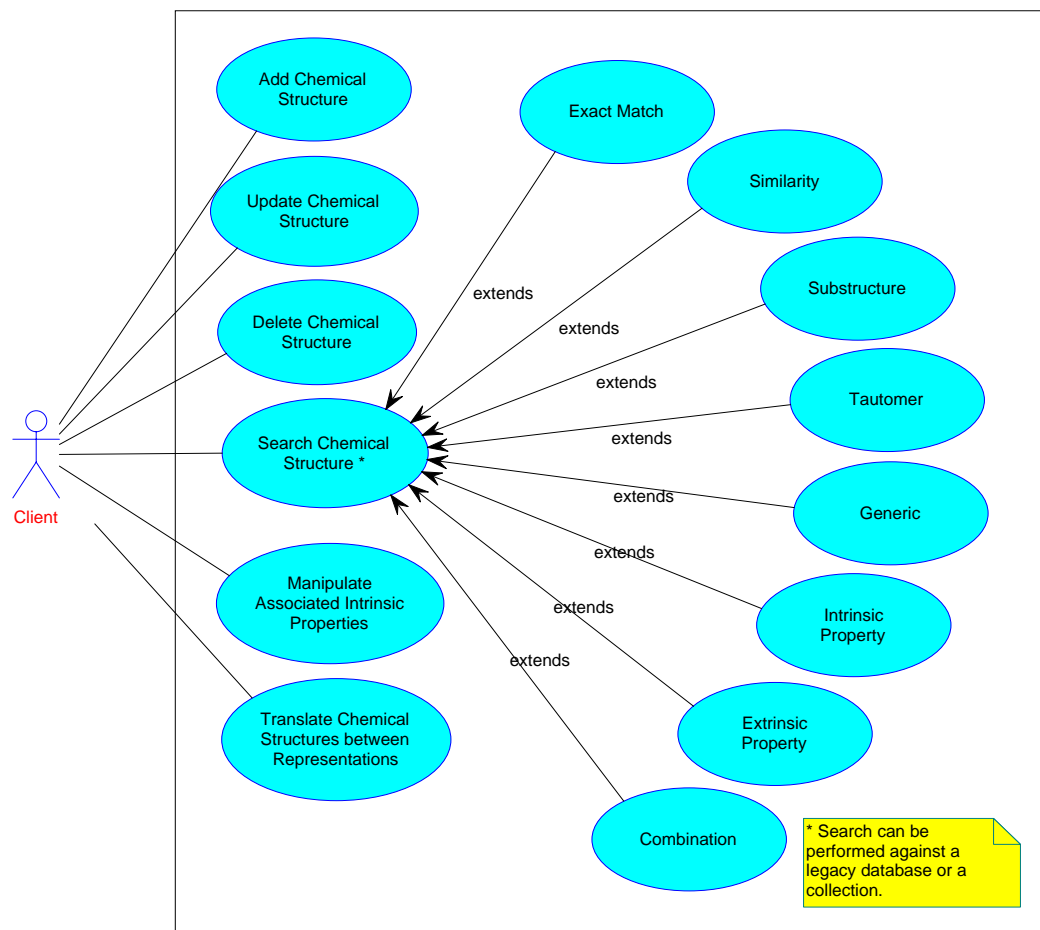 Add Chemical
Structure
Exact Match
Similarity
Update Chemical
Structure
Substructure
extends
Delete Chemical
Structure
extends
extends
Tautomer
Search Chemical
Structure *
extends
Client
extends
Generic
extends
Manipulate
Associated Intrinsic
Properties
extends
Intrinsic
Property
extends
Translate Chemical
Structures between
Representations
Extrinsic
Property
Combination
* Search can be
performed against a
legacy database or a
collection.